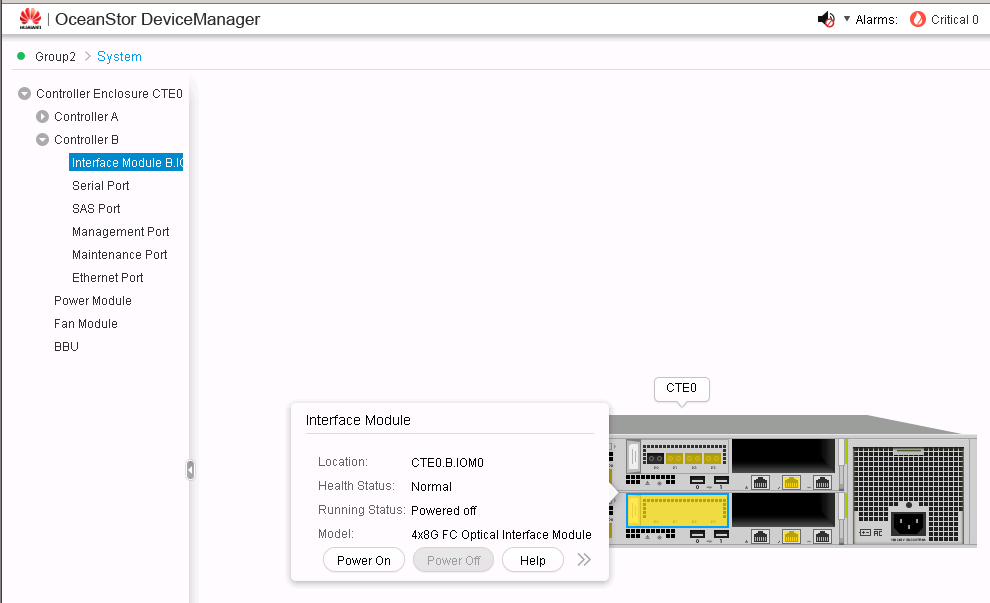 HUAWEI | OceanStor DeviceManager
Alarms: Critical 0
Group2 > System
Controller Enclosure CTE0
Controller A
Controller B
Interface Module B.IO
Serial Port
SAS Port
Management Port
Maintenance Port
Ethernet Port
Power Module
Fan Module
BBU
CTE0
Interface Module
Location: CTE0.B.IOM0
Health Status: Normal
Running Status: Powered off
Model: 4x8G FC Optical Interface Module
Power On Power Off Help